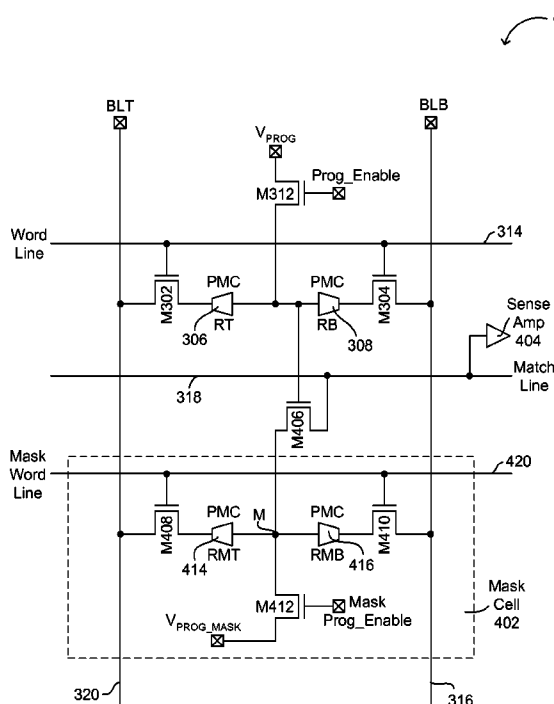 BLT
BLB
VPROG
Prog_Enable
M312
Word
Line
314
M302
PMC
RT
306
PMC
RB
308
M304
Sense
Amp
404
318
Match
Line
M406
Mask
Word
Line
420
M408
PMC
RMT
414
M
PMC
RMB
416
M410
M412
Mask
Prog_Enable
VPROG_MASK
Mask
Cell
402
320
316